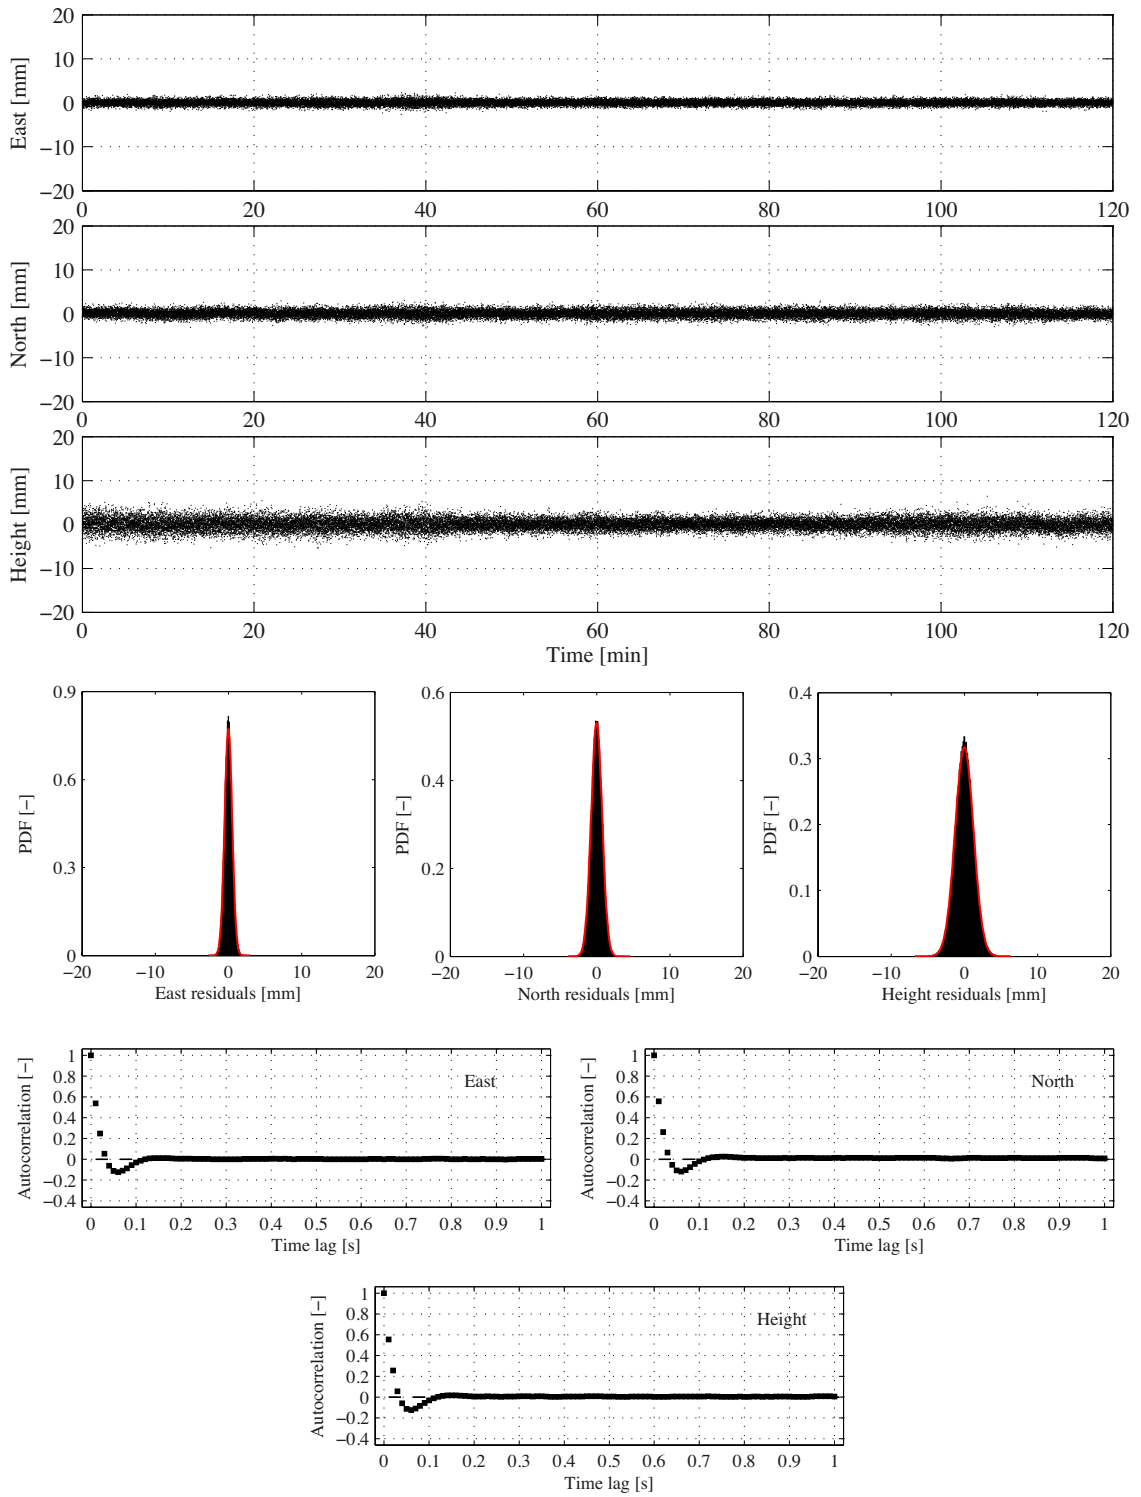 20
10
0
−10
−20
East [mm]
0 20 40 60 80 100 120
20
10
0
−10
−20
North [mm]
0 20 40 60 80 100 120
20
10
0
−10
−20
Height [mm]
0 20 40 60 80 100 120
Time [min]
0.9
0.6
0.3
0
PDF [−]
−20 −10 0 10 20
East residuals [mm]
0.6
0.4
0.2
0
PDF [−]
−20 −10 0 10 20
North residuals [mm]
0.4
0.3
0.2
0.1
0
PDF [−]
−20 −10 0 10 20
Height residuals [mm]
1
0.8
0.6
0.4
0.2
0
−0.2
−0.4
Autocorrelation [−]
East
0 0.1 0.2 0.3 0.4 0.5 0.6 0.7 0.8 0.9 1
Time lag [s]
1
0.8
0.6
0.4
0.2
0
−0.2
−0.4
Autocorrelation [−]
North
0 0.1 0.2 0.3 0.4 0.5 0.6 0.7 0.8 0.9 1
Time lag [s]
1
0.8
0.6
0.4
0.2
0
−0.2
−0.4
Autocorrelation [−]
Height
0 0.1 0.2 0.3 0.4 0.5 0.6 0.7 0.8 0.9 1
Time lag [s]